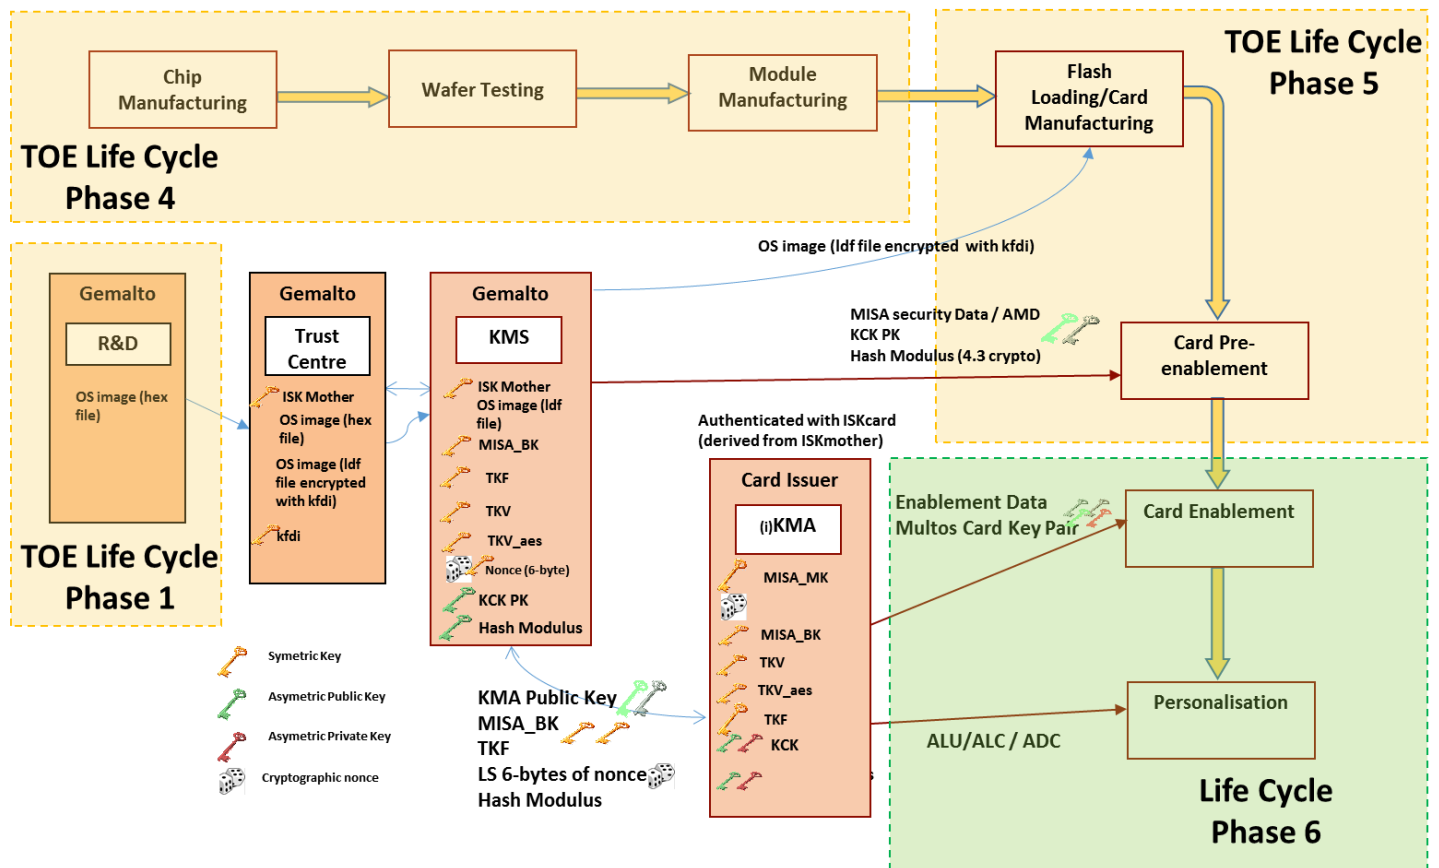 Chip
Manufacturing
Wafer Testing
Module
Manufacturing
TOE Life Cycle
Phase 4
Flash
Loading/Card
Manufacturing
TOE Life Cycle
Phase 5
OS image (ldf file encrypted with kfdi)
Gemalto
R&D
OS image (hex
file)
TOE Life Cycle
Phase 1
Gemalto
Trust
Centre
ISK Mother
OS image (hex
file)
OS image (ldf
file encrypted
with kfdi)
kfdi
Gemalto
KMS
ISK Mother
OS image (ldf
file)
MISA_BK
TKF
TKV
TKV_aes
Nonce (6-byte)
KCK PK
Hash Modulus
MISA security Data / AMD
KCK PK
Hash Modulus (4.3 crypto)
Card Pre-
enablement
Authenticated with ISKcard
(derived from ISKmother)
Card Issuer
(i)KMA
MISA_MK
MISA_BK
TKV
TKV_aes
TKF
KCK
s
Enablement Data
Multos Card Key Pair
Card Enablement
Personalisation
ALU/ALC / ADC
Life Cycle
Phase 6
Symetric Key
Asymetric Public Key
Asymetric Private Key
Cryptographic nonce
KMA Public Key
MISA_BK
TKF
LS 6-bytes of nonce
Hash Modulus